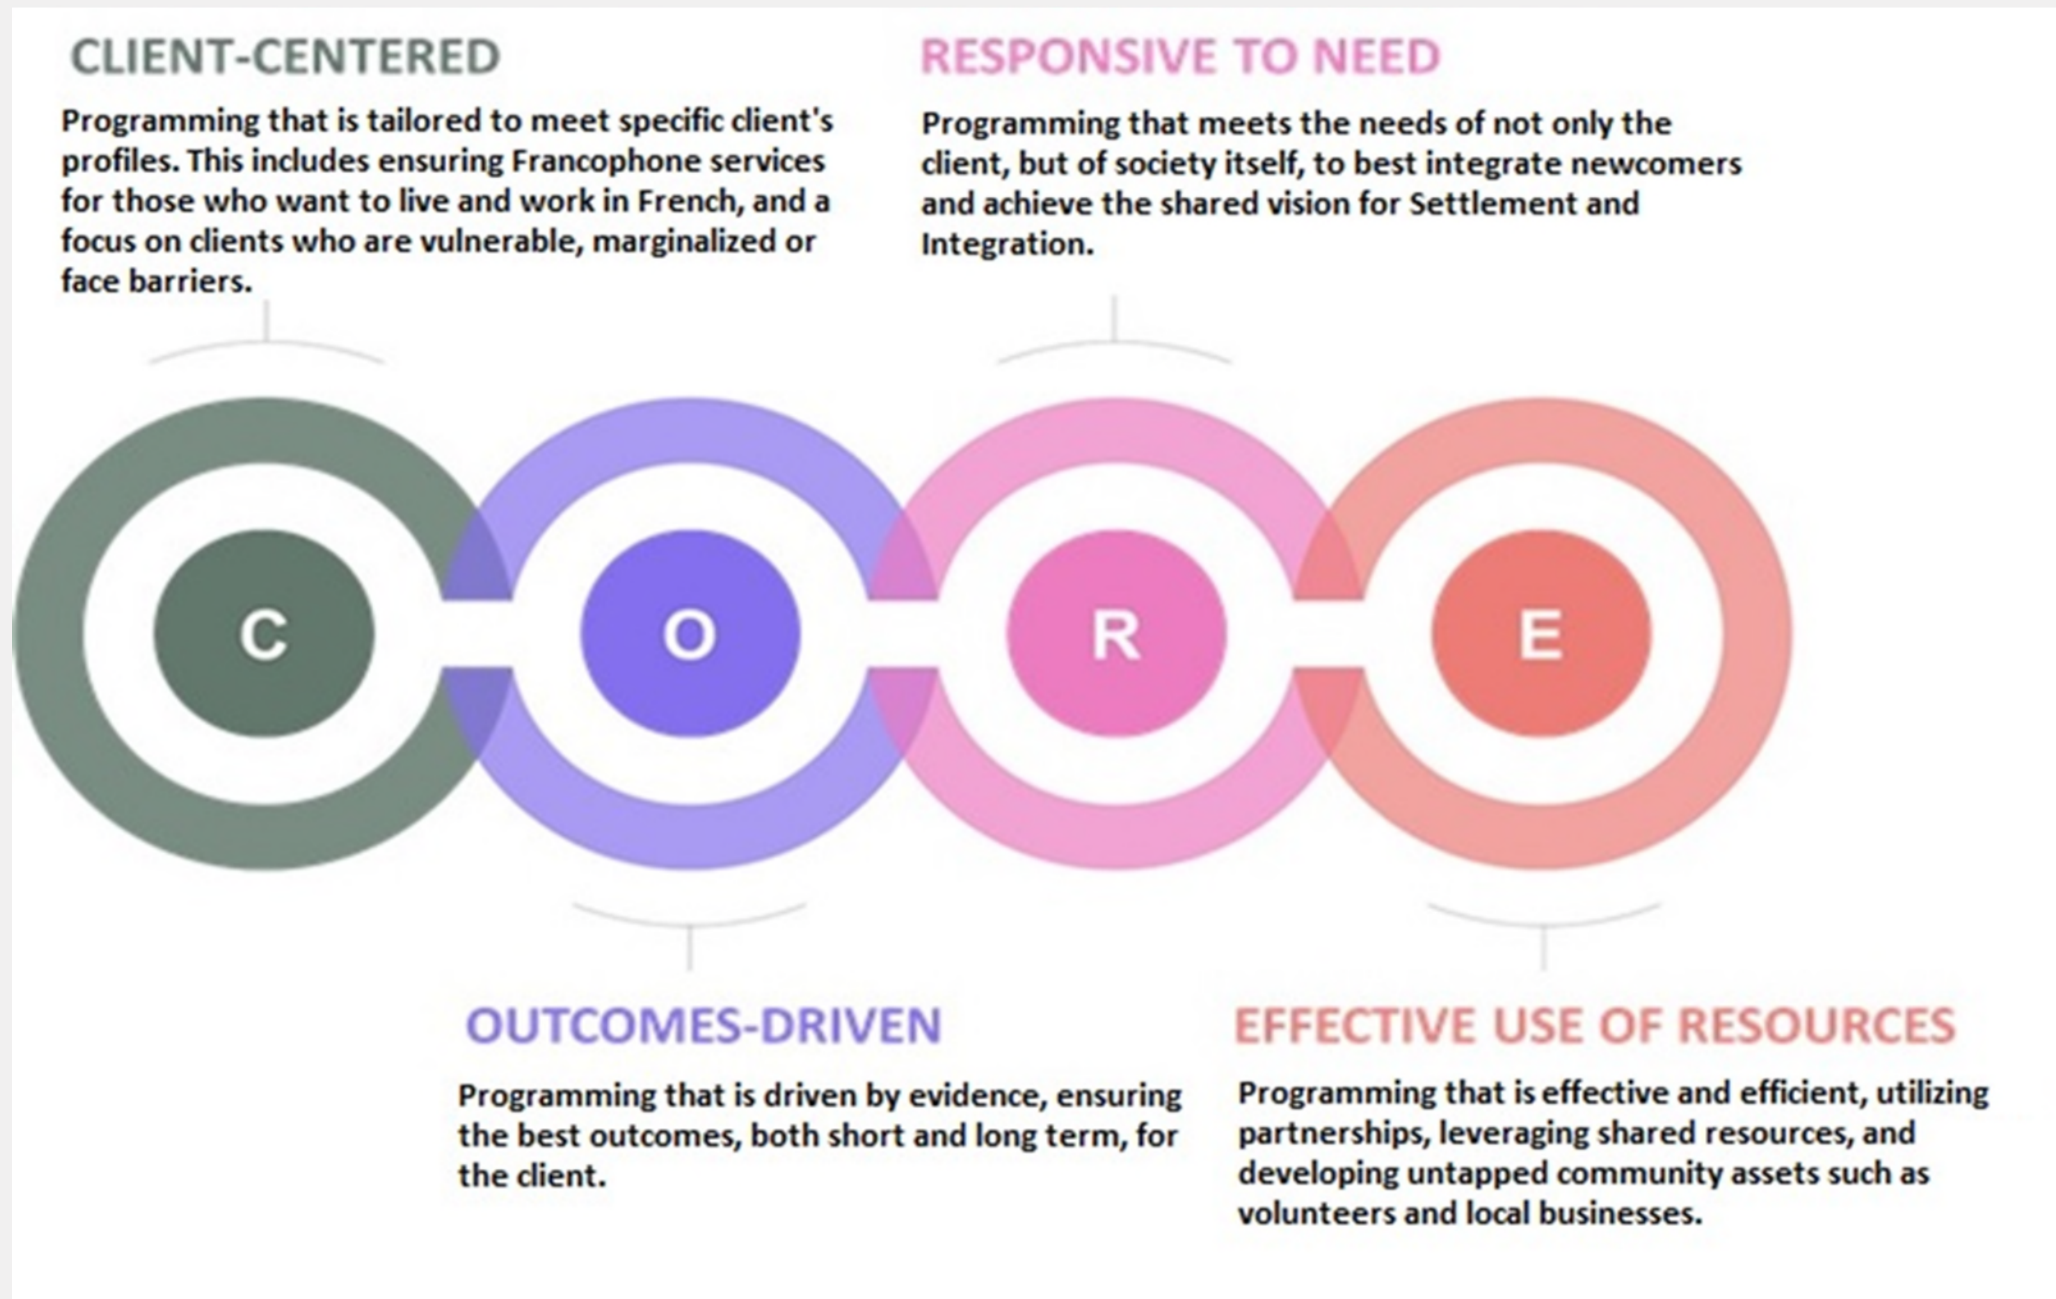 CLIENT-CENTERED
Programming that is tailored to meet specific client's
profiles. This includes ensuring Francophone services
for those who want to live and work in French, and a
focus on clients who are vulnerable, marginalized or
face barriers.
RESPONSIVE TO NEED
Programming that meets the needs of not only the
client, but of society itself, to best integrate newcomers
and achieve the shared vision for Settlement and
Integration.
C
O
R
E
OUTCOMES-DRIVEN
Programming that is driven by evidence, ensuring
the best outcomes, both short and long term, for
the client.
EFFECTIVE USE OF RESOURCES
Programming that is effective and efficient, utilizing
partnerships, leveraging shared resources, and
developing untapped community assets such as
volunteers and local businesses.